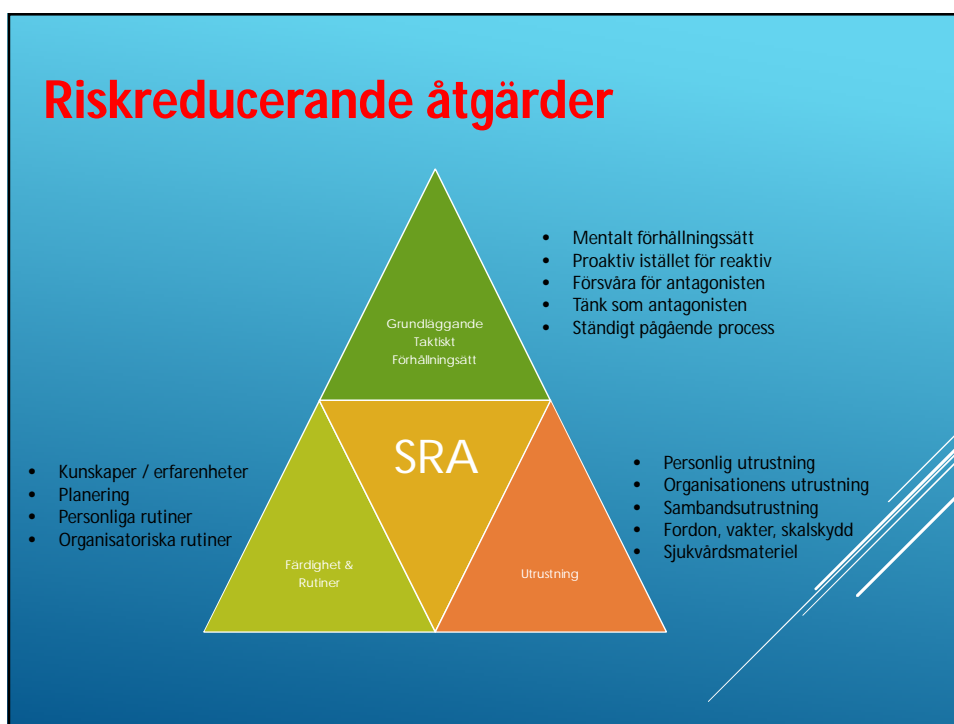 Riskreducerande åtgärder
Grundläggande
Taktiskt
Förhållningsätt
• Mentalt förhållningssätt
• Proaktiv istället för reaktiv
• Försvåra för antagonisten
• Tänk som antagonisten
• Ständigt pågående process
SRA
• Kunskaper / erfarenheter
• Planering
• Personliga rutiner
• Organisatoriska rutiner
Färdighet &
Rutiner
Utrustning
• Personlig utrustning
• Organisationens utrustning
• Sambandsutrustning
• Fordon, vakter, skalskydd
• Sjukvårdsmateriel